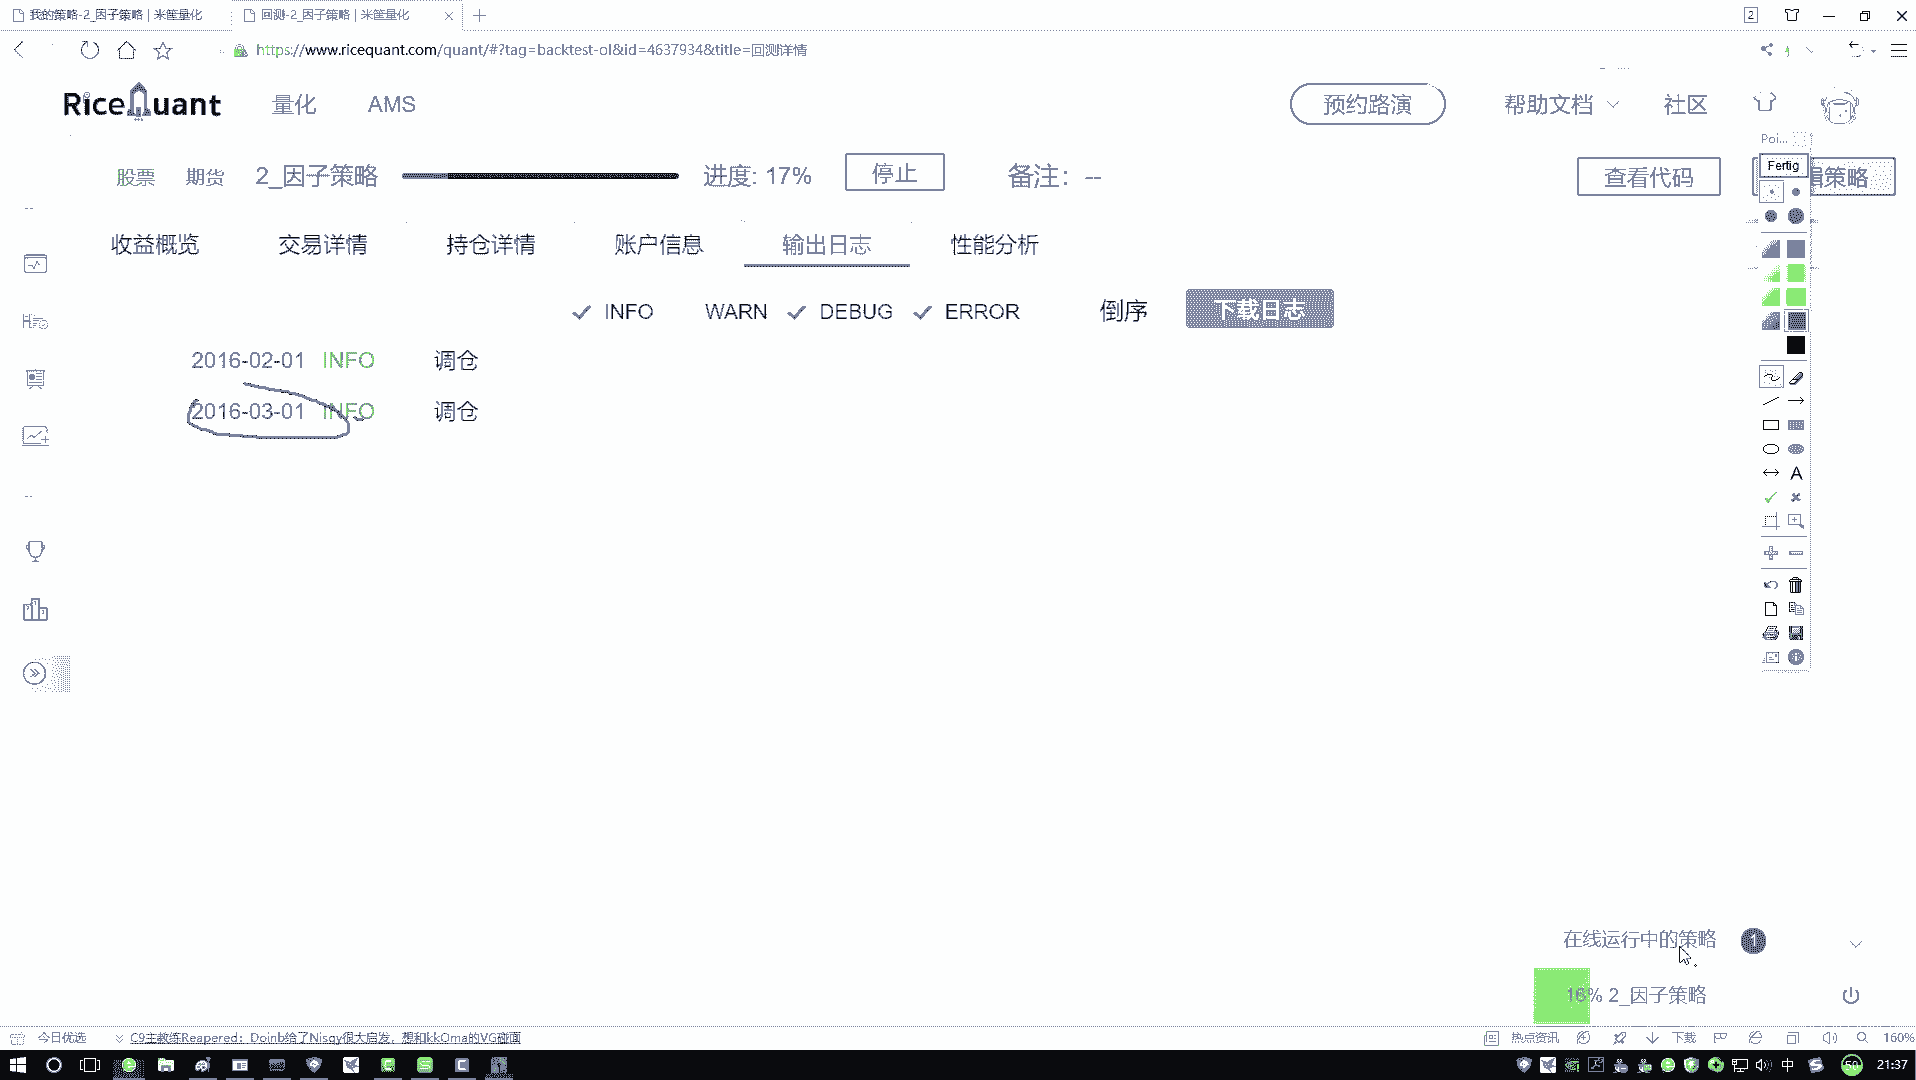 我的策略-2_因子策略 | 米筐量化
回测-2_因子策略 | 米筐量化
2
https://www.ricequant.com/quant/#?tag=backtest-ol&id=4637934&title=回测详情
RiceQuant
量化
AMS
预约路演
帮助文档
社区
Poi...
Fertig
股票
期货
2_因子策略
进度: 17%
停止
备注： --
查看代码
辑策略
收益概览
交易详情
持仓详情
账户信息
输出日志
性能分析
INFO
WARN
DEBUG
ERROR
倒序
下载日志
2016-02-01 INFO 调仓
2016-03-01 INFO 调仓
A
在线运行中的策略
1
16% 2_因子策略
今日优选
C9主教练Reapered：Doinb给了Nisqy很大启发，想和kkOma的VG碰面
热点资讯
下载
160%
中
50
21:37